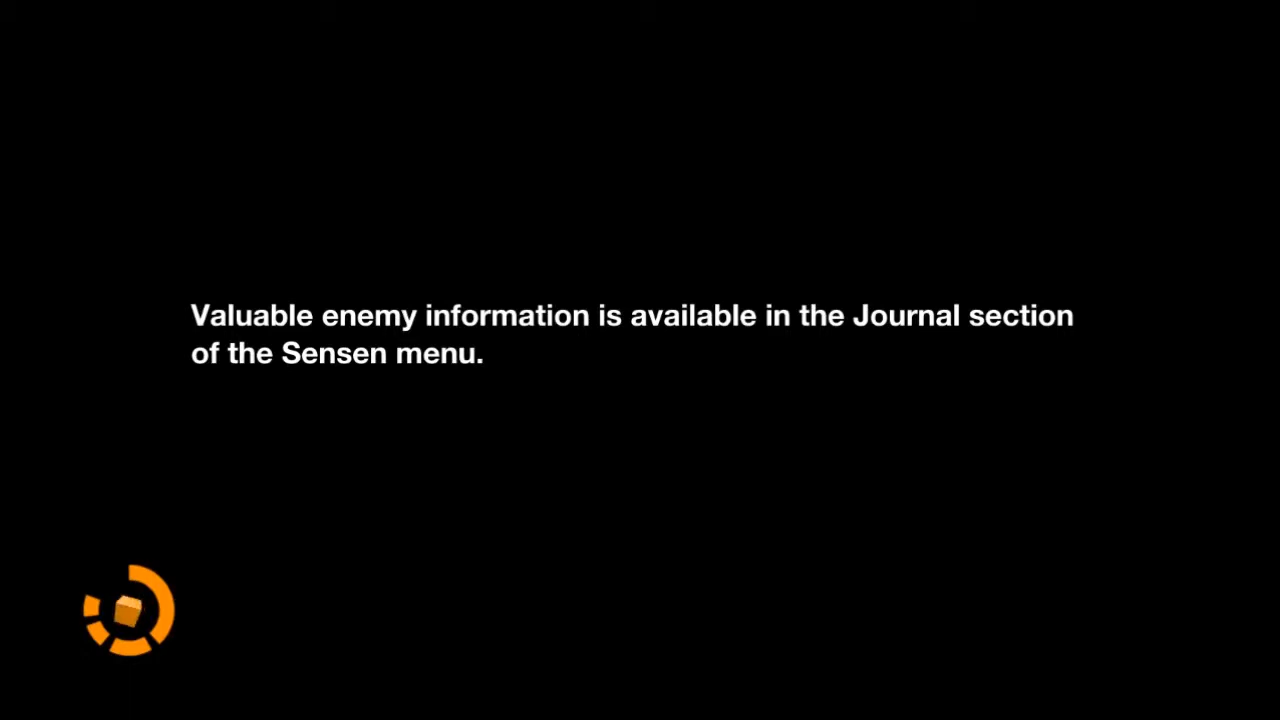 Valuable enemy information is available in the Journal section
of the Sensen menu.